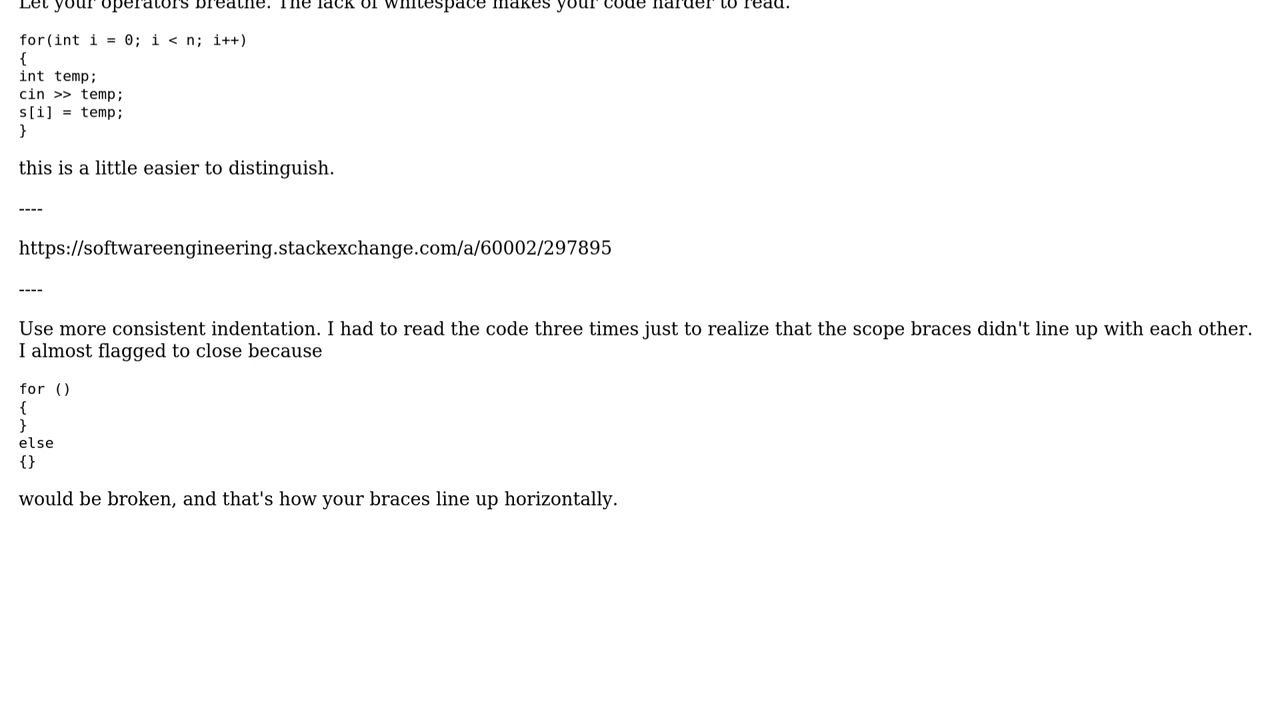 Let your operators breathe. The lack of whitespace makes your code harder to read.
for(int i = 0; i < n; i++)
{
int temp;
cin >> temp;
s[i] = temp;
}
this is a little easier to distinguish.
----
https://softwareengineering.stackexchange.com/a/60002/297895
----
Use more consistent indentation. I had to read the code three times just to realize that the scope braces didn't line up with each other.
I almost flagged to close because
for ()
{
}
else
{}
would be broken, and that's how your braces line up horizontally.